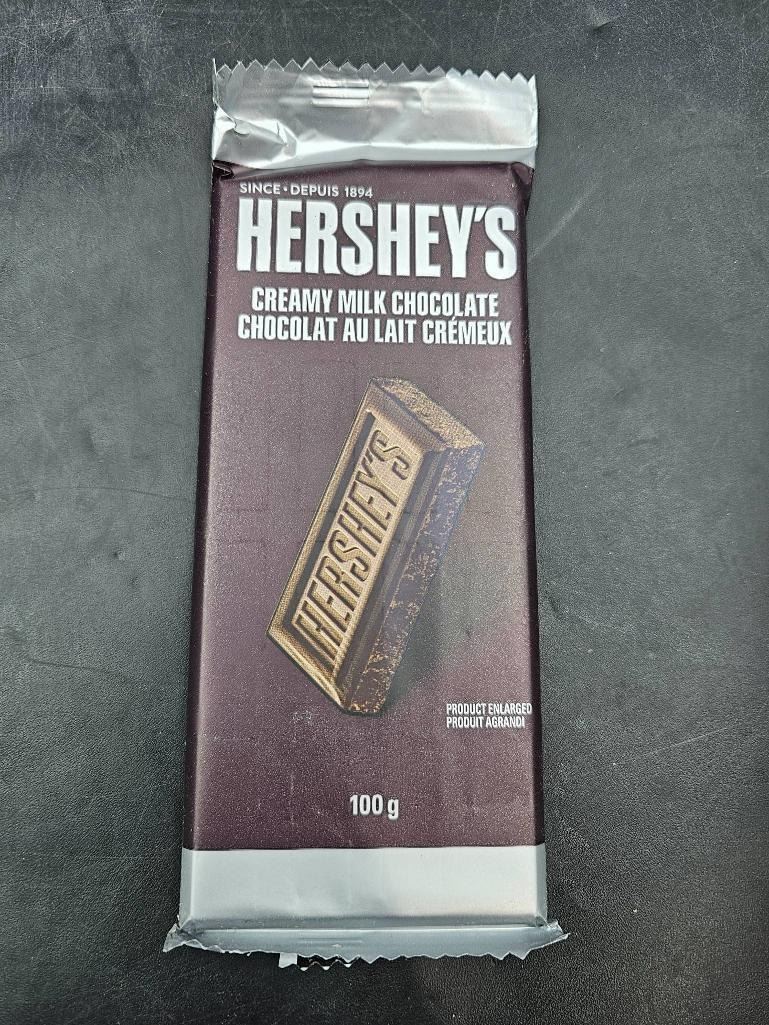 SINCE • DEPUIS 1894
HERSHEY'S
CREAMY MILK CHOCOLATE
CHOCOLAT AU LAIT CRÉMEUX
HERSHEY'S
PRODUCT ENLARGED
PRODUIT AGRANDI
100 g